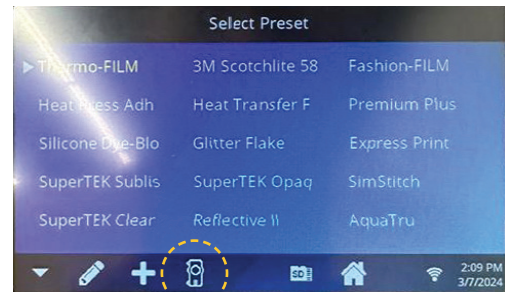 Select Preset
Thermo-FILM 3M Scotchlite 58 Fashion-FILM
Heat Press Adh Heat Transfer F Premium Plus
Silicone Dye-Blo Glitter Flake Express Print
SuperTEK Sublis SuperTEK Opaq SimStitch
SuperTEK Clear Reflective II AquaTru
SD 2:09 PM
3/7/2024